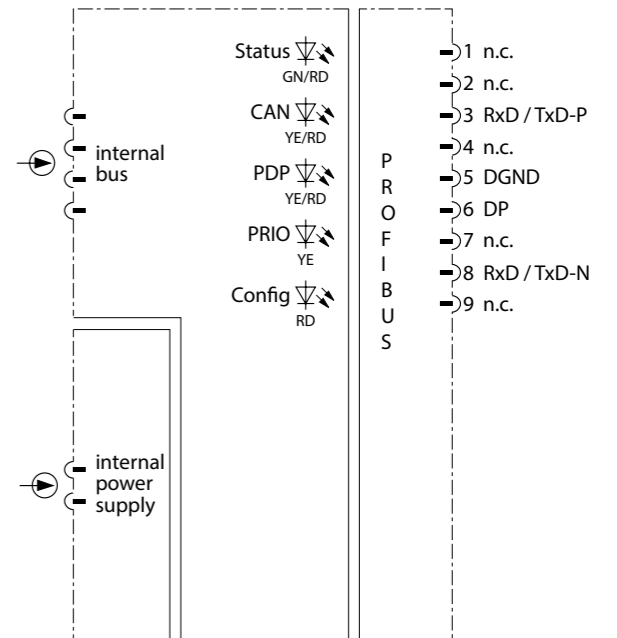 Status
GN/RD
CAN
YE/RD
PDP
YE/RD
PRIO
YE
Config
RD
internal
bus
internal
power
supply
P
R
O
F
I
B
U
S
1 n.c.
2 n.c.
3 RxD / TxD-P
4 n.c.
5 DGND
6 DP
7 n.c.
8 RxD / TxD-N
9 n.c.